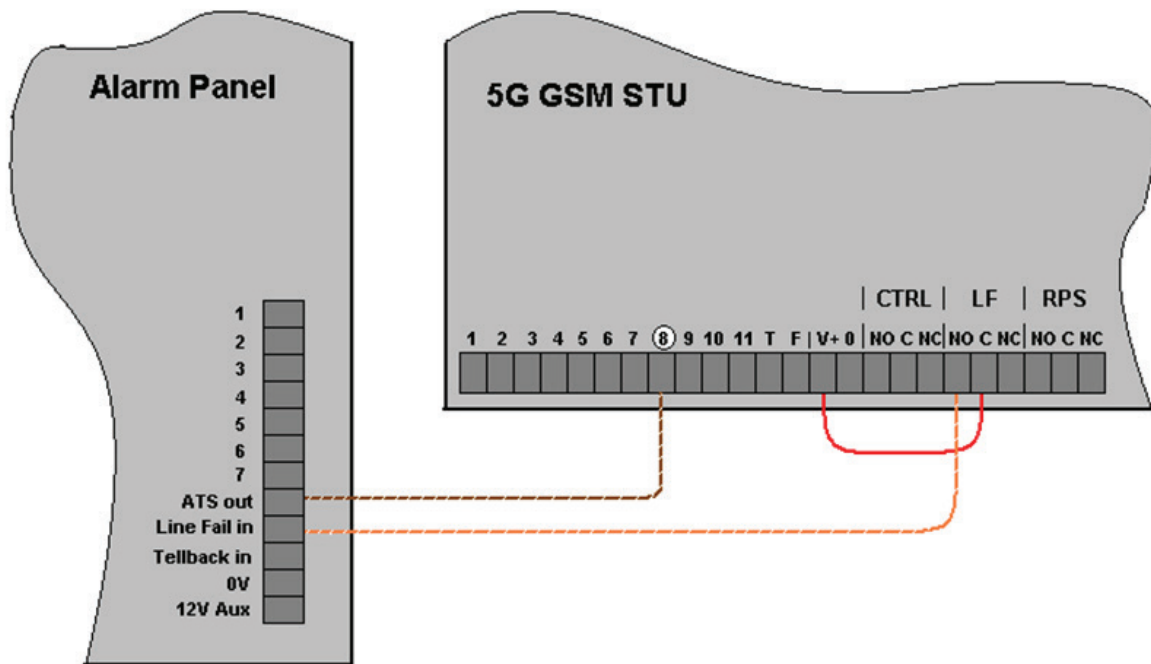 Alarm Panel
5G GSM STU
| CTRL | LF | RPS
1 2 3 4 5 6 7 8 9 10 11 T F | V+ 0 | NO C NC | NO C NC | NO C NC
1
2
3
4
5
6
7
ATS out
Line Fail in
Tellback in
0V
12V Aux